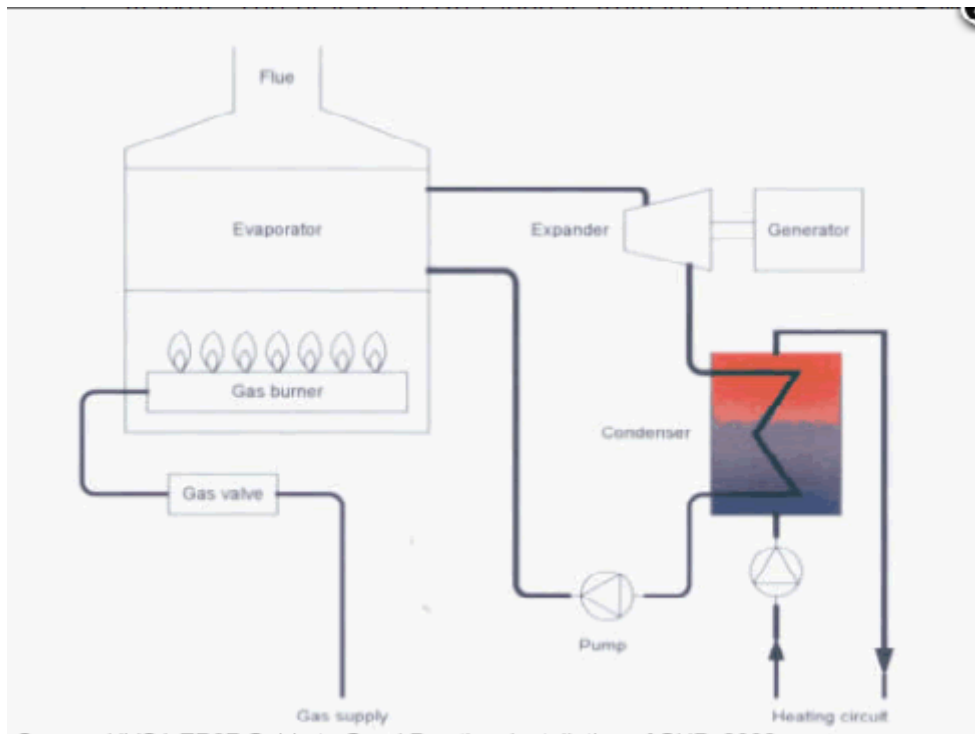 Flue
Evaporator
Expander
Generator
Gas burner
Condenser
Gas valve
Pump
Gas supply
Heating circuit